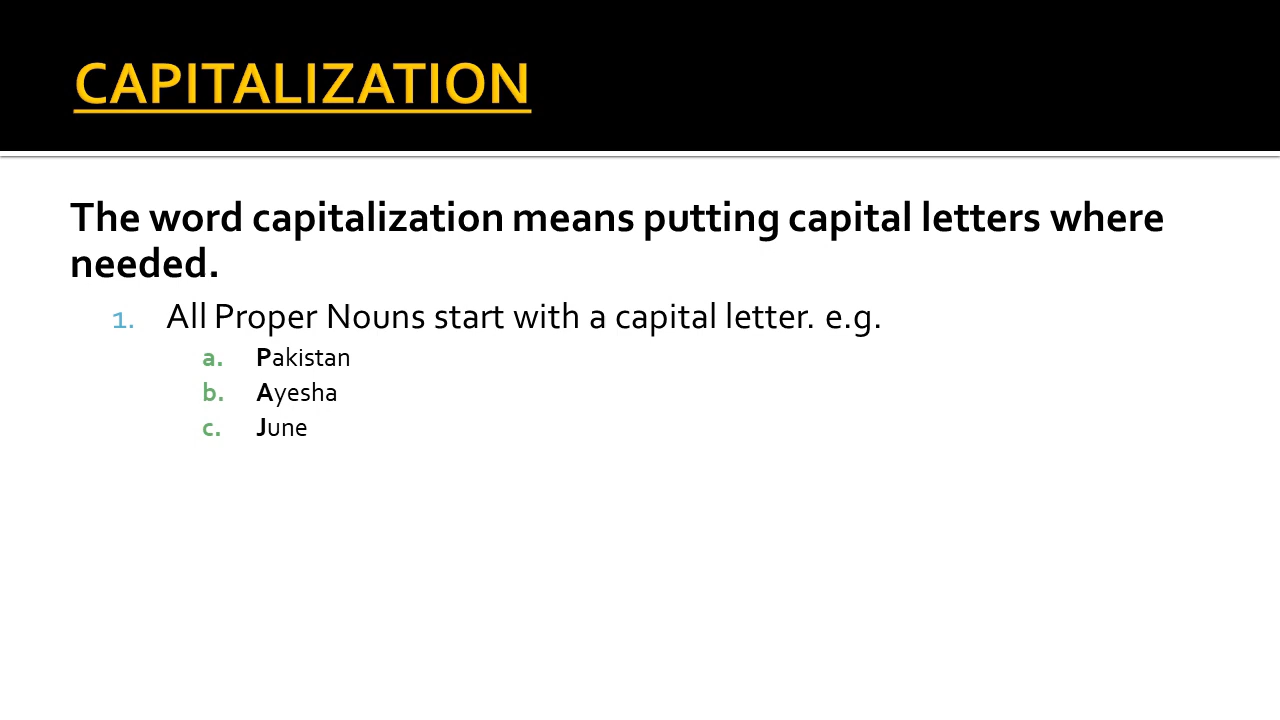 CAPITALIZATION
The word capitalization means putting capital letters where
needed.
1. All Proper Nouns start with a capital letter. e.g.
a. Pakistan
b. Ayesha
c. June